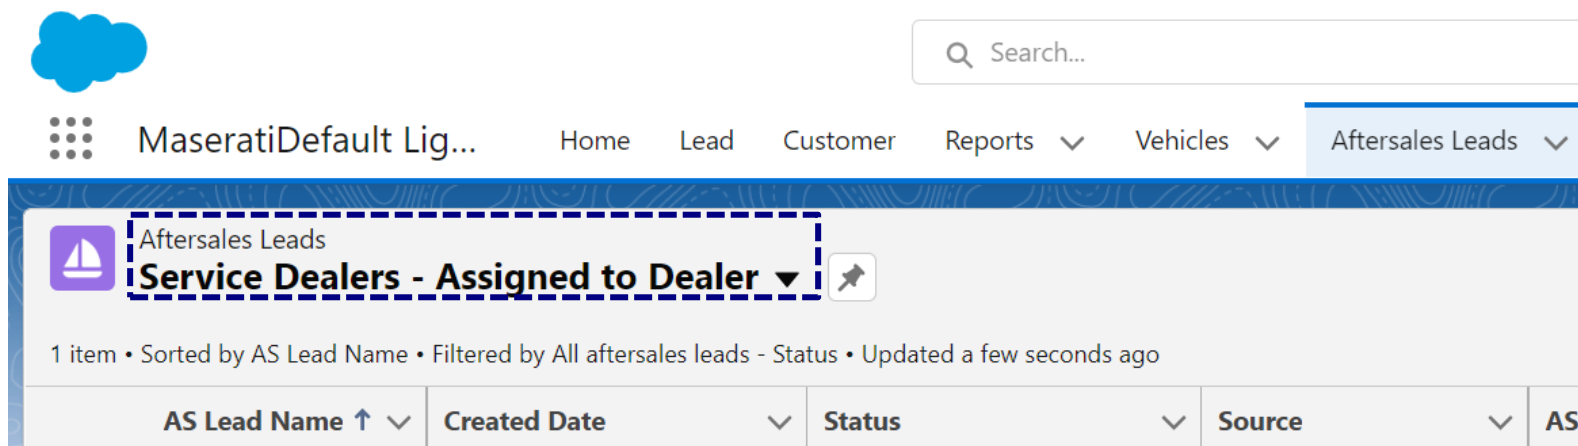 Search...
MaseratiDefault Lig... Home Lead Customer Reports Vehicles Aftersales Leads
Aftersales Leads
Service Dealers - Assigned to Dealer
1 item • Sorted by AS Lead Name • Filtered by All aftersales leads - Status • Updated a few seconds ago
AS Lead Name Created Date Status Source AS